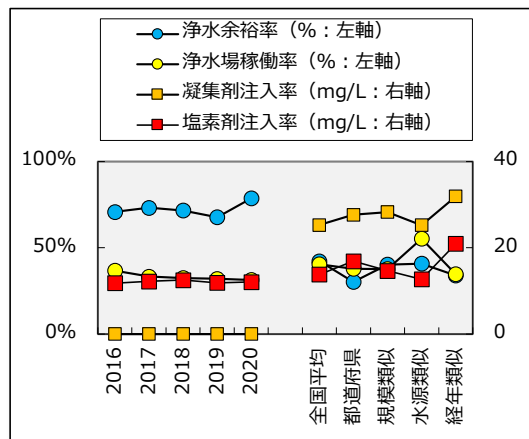 浄水余裕率（%：左軸）
浄水場稼働率（%：左軸）
凝集剤注入率（mg/L：右軸）
塩素剤注入率（mg/L：右軸）
100%
50%
0%
40
20
0
2016
2017
2018
2019
2020
全国平均
都道府県
規模類似
水源類似
経年類似